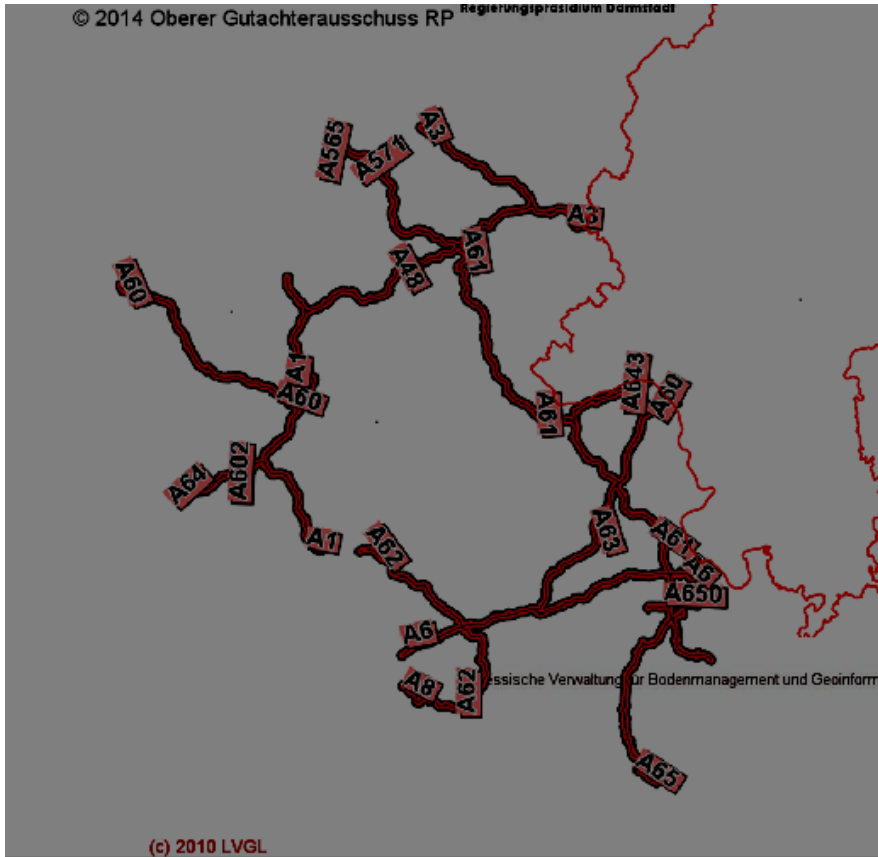 Regierungspräsidium Darmstadt
© 2014 Oberer Gutachterausschuss RP
A3
A565
A571
A3
A61
A48
A60
A1
A60
A643
A60
A61
A602
A64
A1
A62
A63
A61
A6
A650
A6
A8
A62
essische Verwaltung für Bodenmanagement und Geoinform
A65
(c) 2010 LVGL